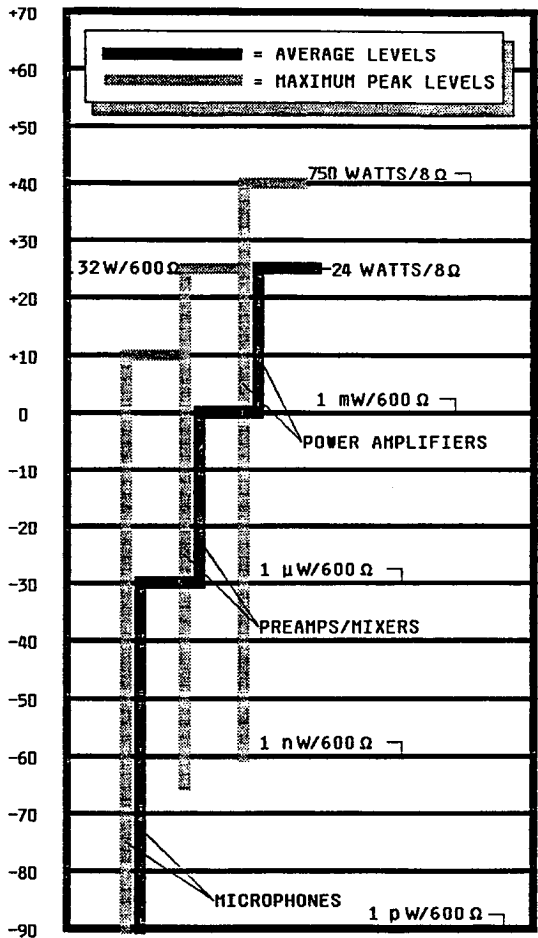 +70
= AVERAGE LEVELS
+60
= MAXIMUM PEAK LEVELS
+50
750 WATTS/8Ω
+40
+30
.32W/600Ω
24 WATTS/8Ω
+20
+10
1 mW/600Ω
0
POWER AMPLIFIERS
-10
-20
1 μW/600Ω
-30
PREAMPS/MIXERS
-40
-50
1 nW/600Ω
-60
-70
-80
MICROPHONES
1 pW/600Ω
-90